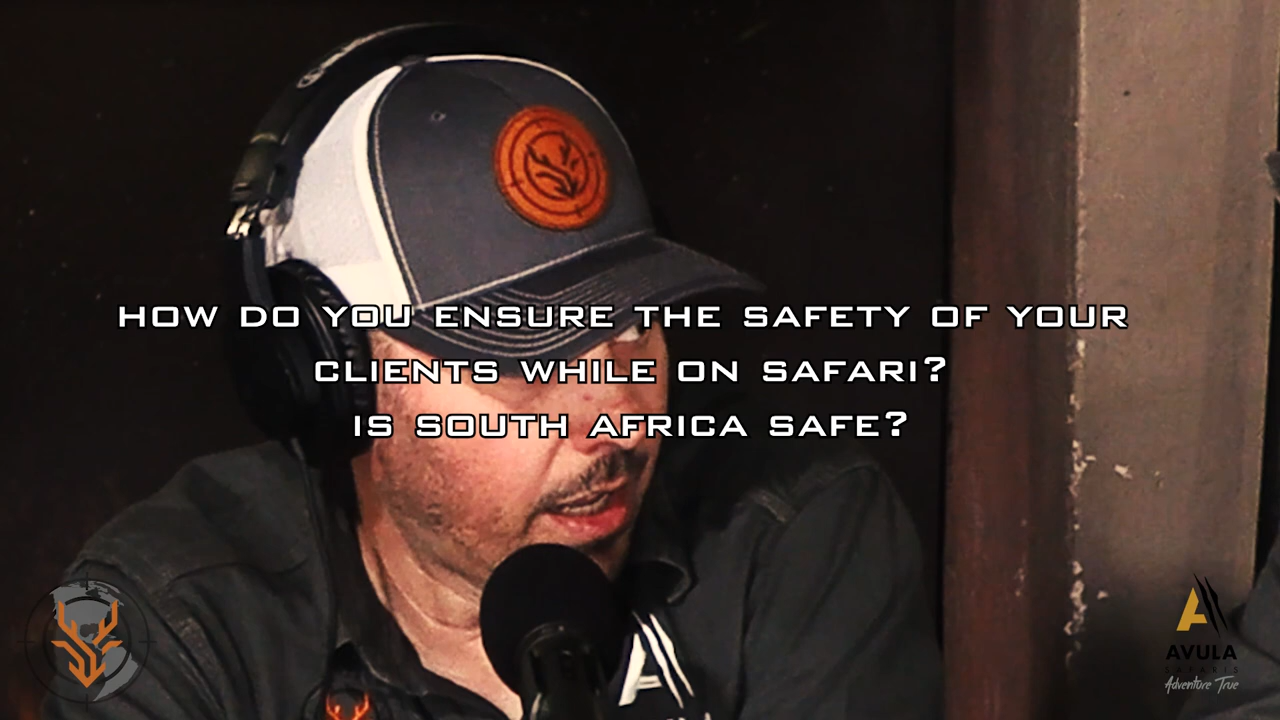 HOW DO YOU ENSURE THE SAFETY OF YOUR
CLIENTS WHILE ON SAFARI?
IS SOUTH AFRICA SAFE?
AVULA
SAFARIS
Adventure True